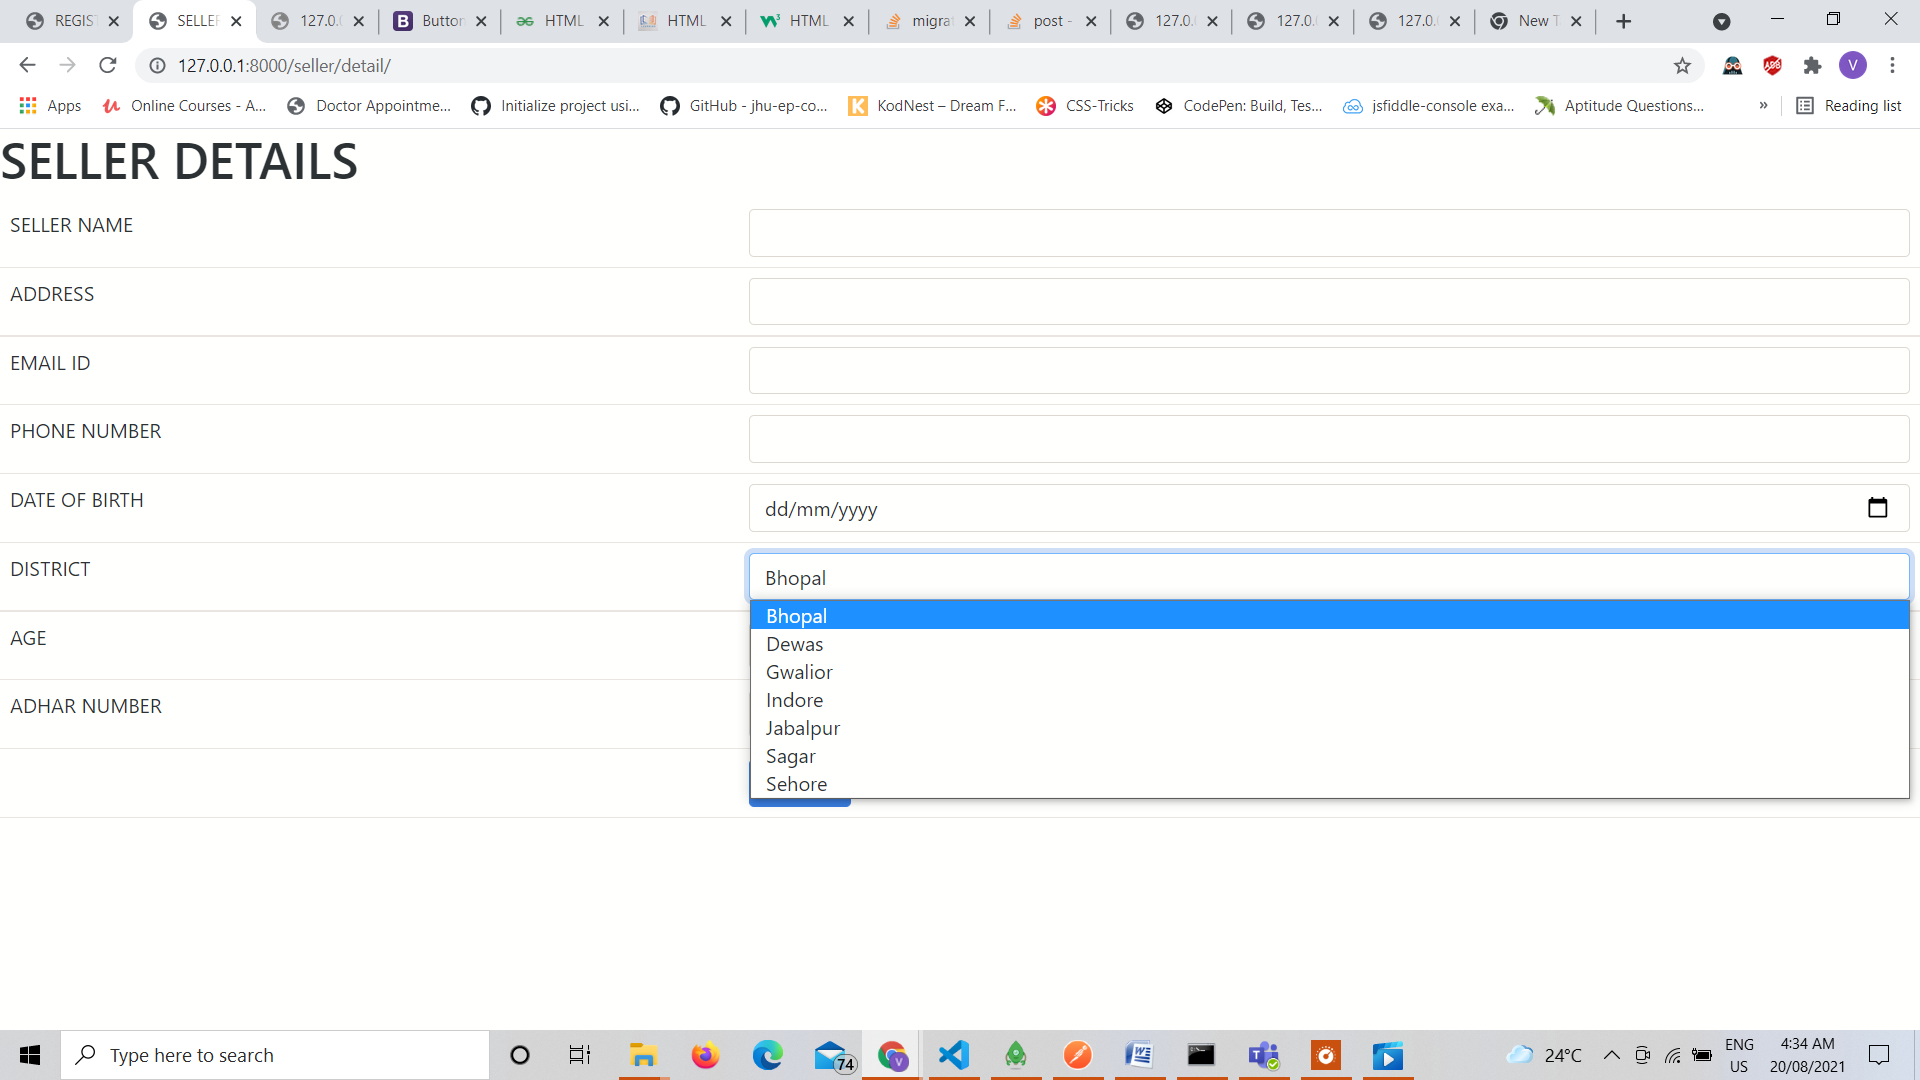 REGIS SELLER 127.0.0 Button HTML HTML HTML migrat post - 127.0. 127.0. 127.0. New T
127.0.0.1:8000/seller/detail/ V
Apps Online Courses - A... Doctor Appointme... Initialize project usi... GitHub - jhu-ep-co... KodNest – Dream F... CSS-Tricks CodePen: Build, Tes... jsfiddle-console exa... Aptitude Questions... » Reading list
SELLER DETAILS
SELLER NAME
ADDRESS
EMAIL ID
PHONE NUMBER
DATE OF BIRTH dd/mm/yyyy
DISTRICT Bhopal
Bhopal
AGE
Dewas
Gwalior
Indore
ADHAR NUMBER
Jabalpur
Sagar
Sehore
Type here to search 74 24°C ENG 4:34 AM
US 20/08/2021